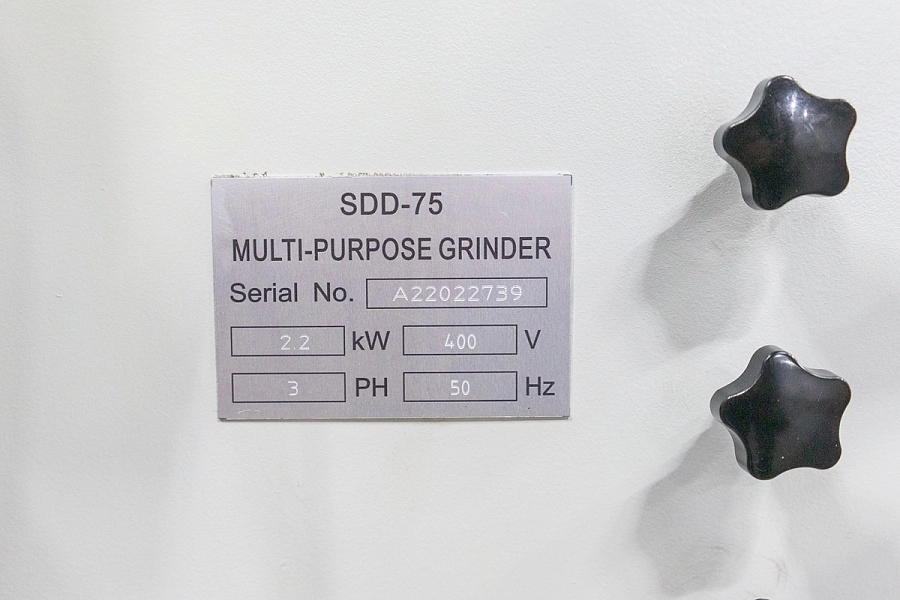 SDD-75
MULTI-PURPOSE GRINDER
Serial No. A22022739
2.2 kW 400 V
3 PH 50 Hz